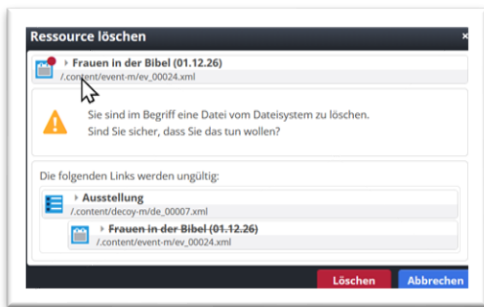 Ressource löschen ×
Frauen in der Bibel (01.12.26)
/.content/event-m/ev_00024.xml
Sie sind im Begriff eine Datei vom Dateisystem zu löschen.
Sind Sie sicher, dass Sie das tun wollen?
Die folgenden Links werden ungültig:
Ausstellung
/.content/decoy-m/de_00007.xml
Frauen in der Bibel (01.12.26)
/.content/event-m/ev_00024.xml
Löschen Abbrechen